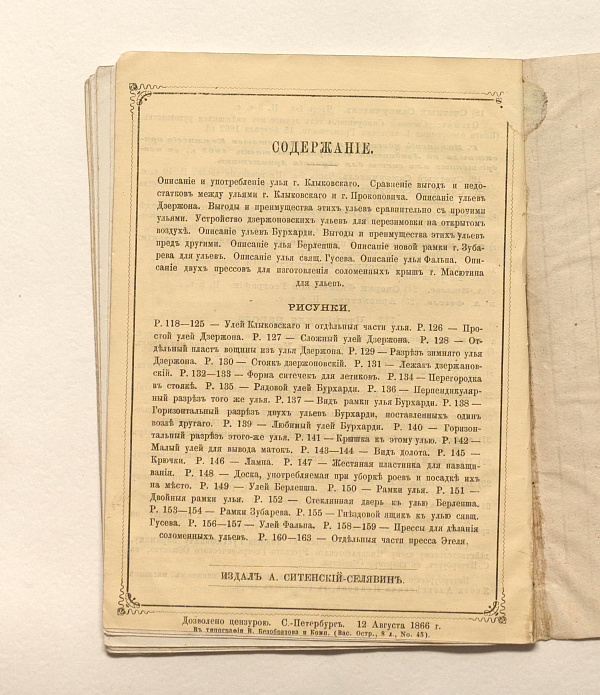 СОДЕРЖАНІЕ.
Описаніе и употребленіе улья г. Клыковскаго. Сравненіе выгодъ и недо-
статковъ между ульями г. Клыковскаго и г. Прокоповича. Описаніе ульевъ
Дзержона. Выгоды и преимущества этихъ ульевъ сравнительно съ прочими
ульями. Устройство дзержоновскихъ ульевъ для перезимовки на открытомъ
воздухѣ. Описаніе ульевъ Бурхарди. Выгоды и преимущества этихъ ульевъ
предъ другими. Описаніе улья Берлепша. Описаніе новой рамки г. Зуба-
рева для ульевъ. Описаніе улья свящ. Гусева. Описаніе улья Фальпа. Опи-
саніе двухъ прессовъ для изготовленія соломенныхъ крышъ г. Масютина
для ульевъ.
РИСУНКИ.
Р. 118—125 — Улей Клыковскаго и отдѣльныя части улья. Р. 126 — Про-
стой улей Дзержона. Р. 127 — Сложный улей Дзержона. Р. 128 — От-
дѣльный пластъ вощины изъ улья Дзержона. Р. 129 — Разрѣзъ зимняго улья
Дзержона. Р. 130 — Стоякъ дзержоновскій. Р. 131 — Лежакъ дзержанов-
скій. Р. 132—133 — Форма ситечекъ для летиковъ. Р. 134 — Перегородка
въ стоякѣ. Р. 135 — Рядовой улей Бурхарди. Р. 136 — Перпендикуляр-
ный разрѣзъ того же улья. Р. 137 — Видъ рамки улья Бурхарди. Р. 138 —
Горизонтальный разрѣзъ двухъ ульевъ Бурхарди, поставленныхъ одинъ
возлѣ другаго. Р. 139 — Любимый улей Бурхарди. Р. 140 — Горизон-
тальный разрѣзъ этого-же улья. Р. 141 — Крышка къ этому улью. Р. 142 —
Малый улей для вывода матокъ. Р. 143—144 — Видъ долота. Р. 145 —
Крючки. Р. 146 — Лампа. Р. 147 — Жестяная пластинка для наващи-
ванія. Р. 148 — Доска, употребляемая при уборкѣ роевъ и посадкѣ ихъ
на мѣсто. Р. 149 — Улей Берлепша. Р. 150 — Рамки улья. Р. 151 —
Двойныя рамки улья. Р. 152 — Стеклянная дверь къ улью Берлепша.
Р. 153—154 — Рамки Зубарева. Р. 155 — Гнѣздовой ящикъ къ улью свящ.
Гусева. Р. 156—157 — Улей Фальпа. Р. 158—159 — Прессы для дѣланія
соломенныхъ ульевъ. Р. 160—163 — Отдѣльныя части пресса Этеля.
ИЗДАЛЪ А. СИТЕНСКІЙ-СЕЛЯВИНЪ.
Дозволено цензурою. С.-Петербургъ. 12 Августа 1866 г.
Въ типографіи В. Безобразова и Комп. (Вас. Остр., 8 л., No. 45).